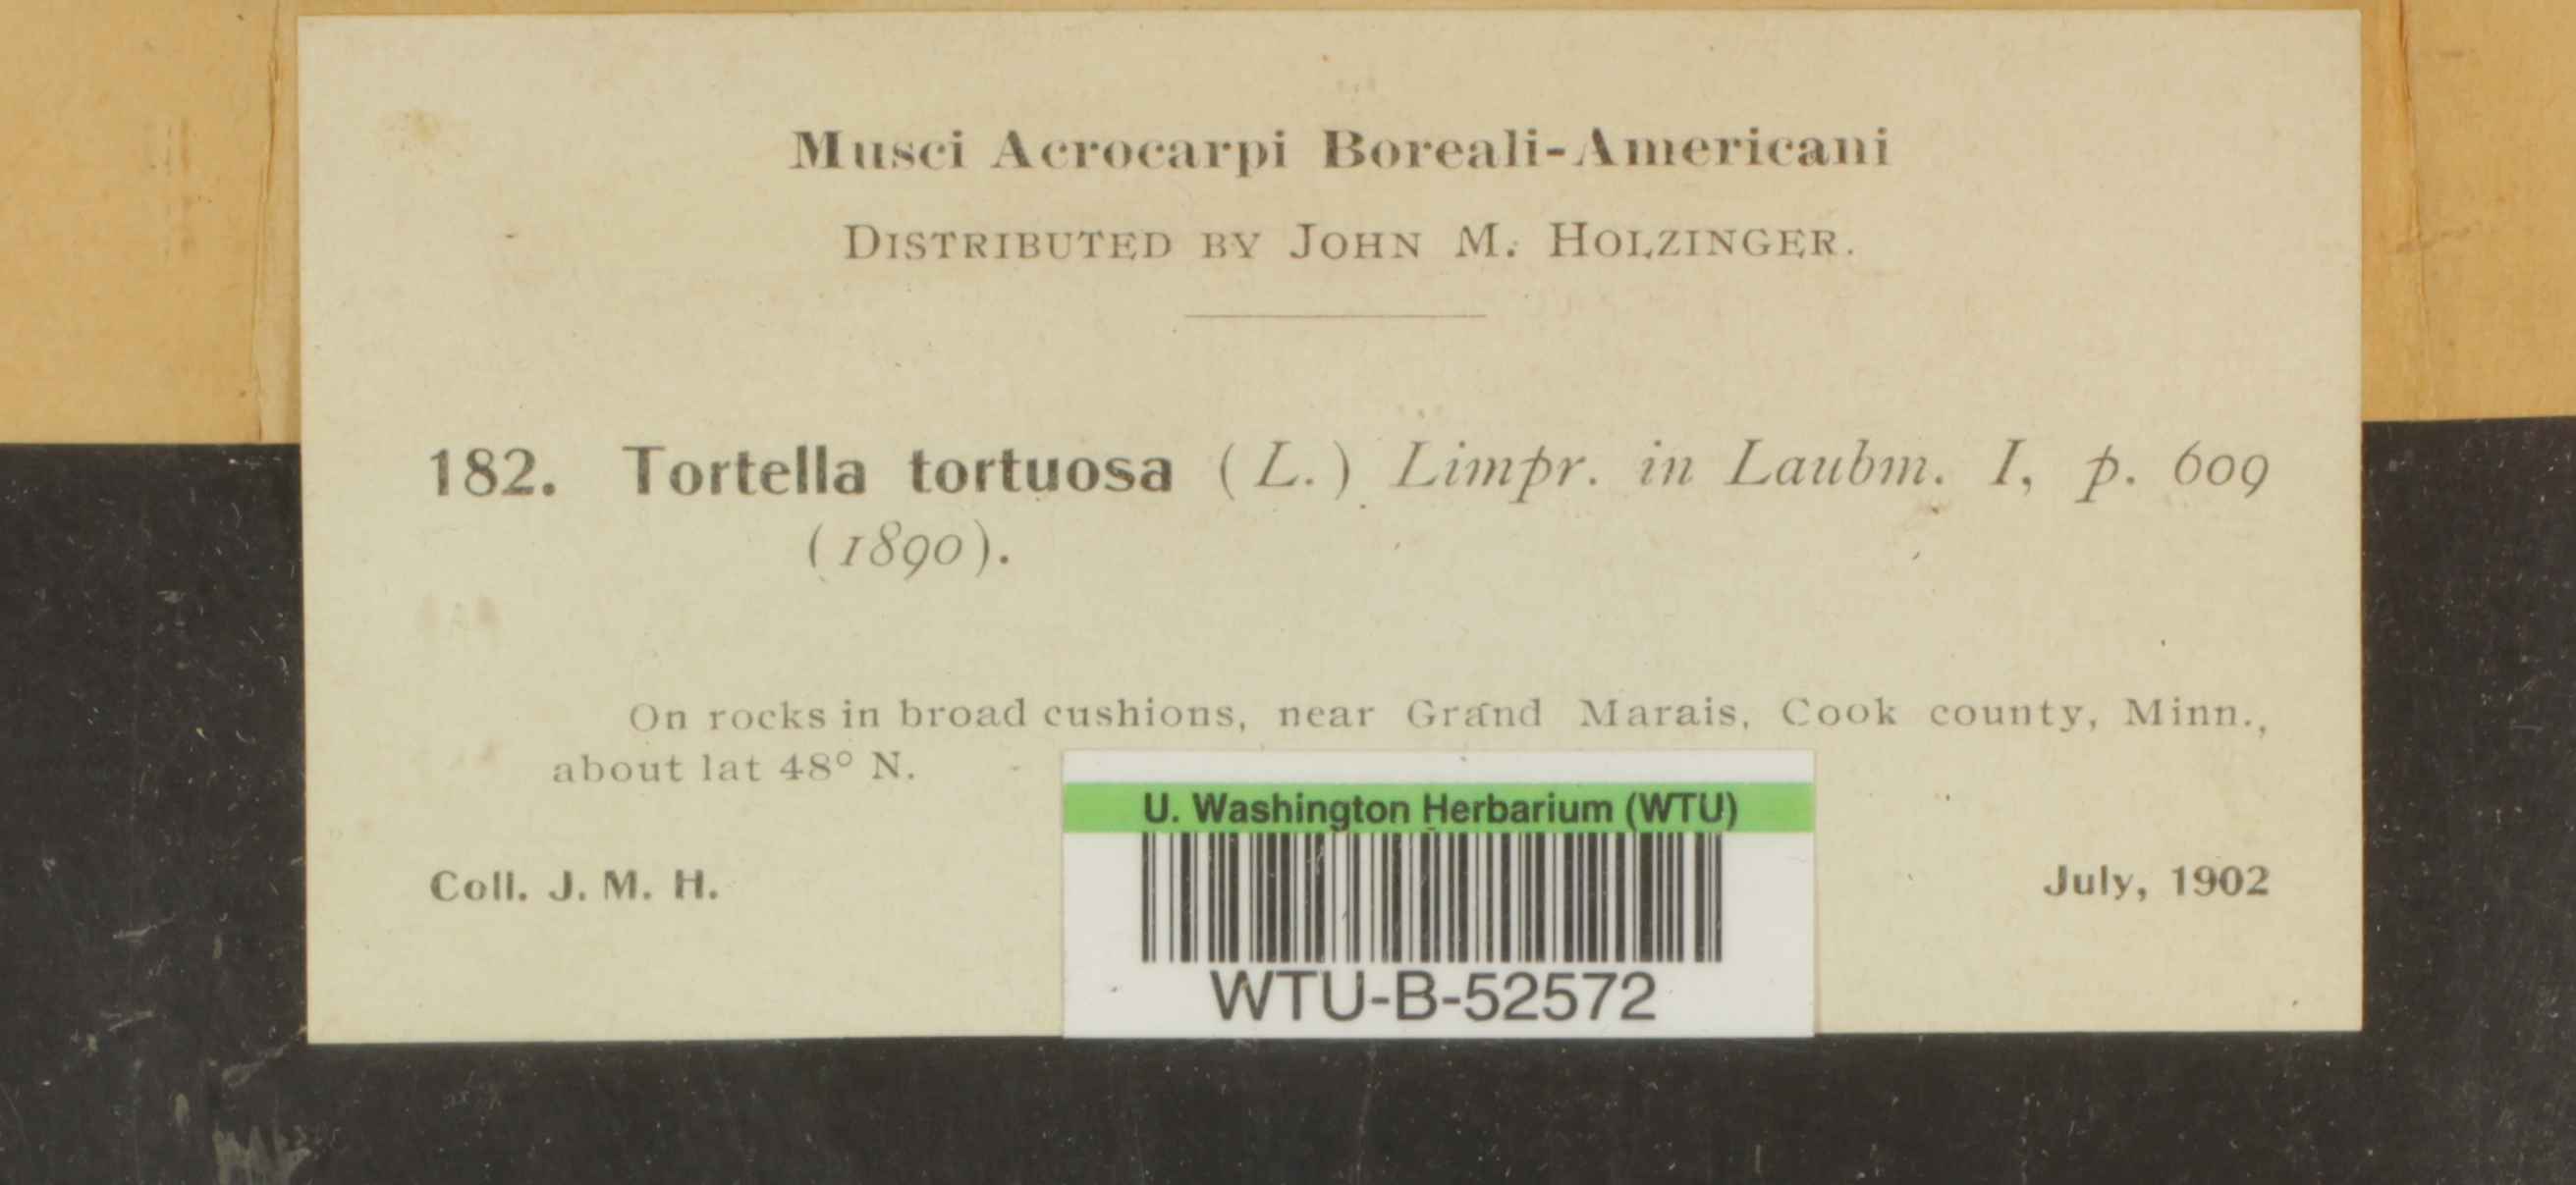 Musci Acrocarpi Boreali-Americani
DISTRIBUTED BY JOHN M. HOLZINGER.
182. Tortella tortuosa (L.) Limpr. in Laubm. I, p. 609
(1890).
On rocks in broad cushions, near Grand Marais, Cook county, Minn.,
about lat 48° N.
U. Washington Herbarium (WTU)
Coll. J. M. H.
July, 1902
WTU-B-52572